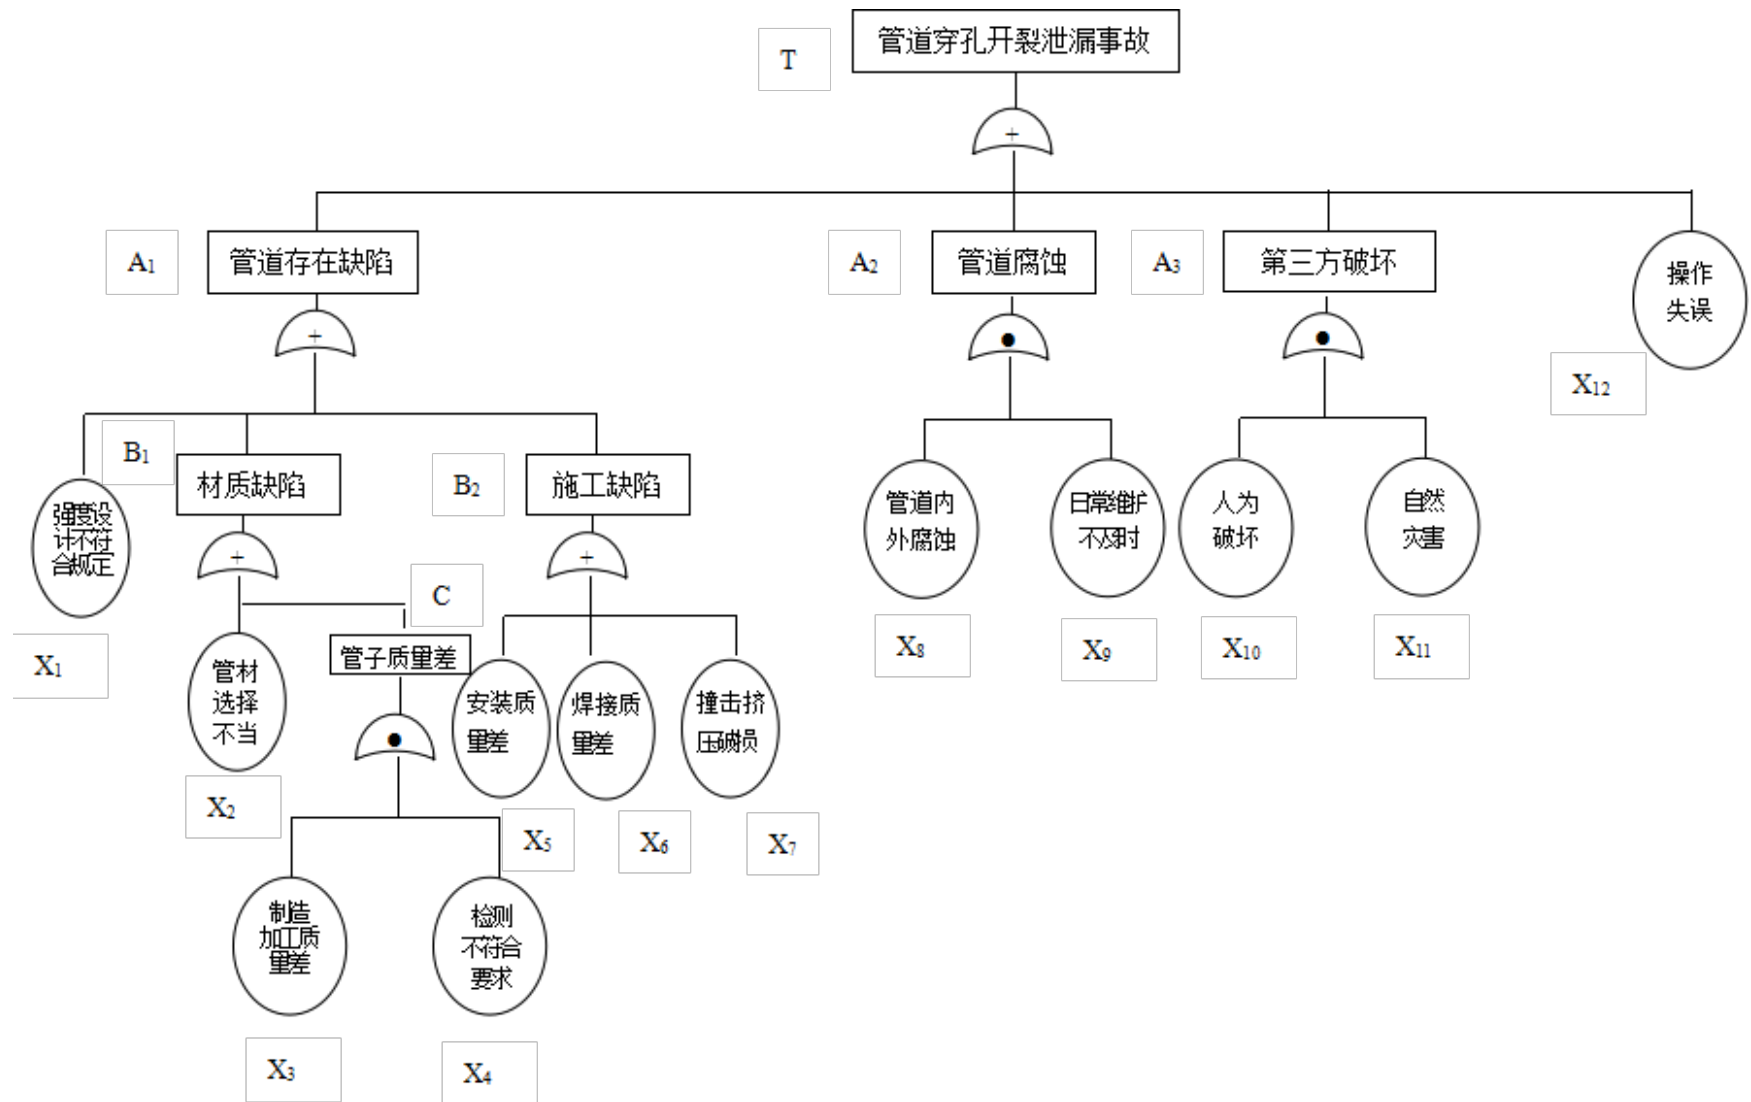 管道穿孔开裂泄漏事故
T
+
A1
管道存在缺陷
A2
管道腐蚀
A3
第三方破坏
操作
失误
X12
+
B1
材质缺陷
B2
施工缺陷
强度设
计不符
合规定
X1
管道内
外腐蚀
X8
日常维护
不及时
X9
人为
破坏
X10
自然
灾害
X11
+
+
C
管材
选择
不当
X2
管子质量差
安装质
量差
X5
焊接质
量差
X6
撞击挤
压破损
X7
制造
加工质
量差
X3
检测
不符合
要求
X4